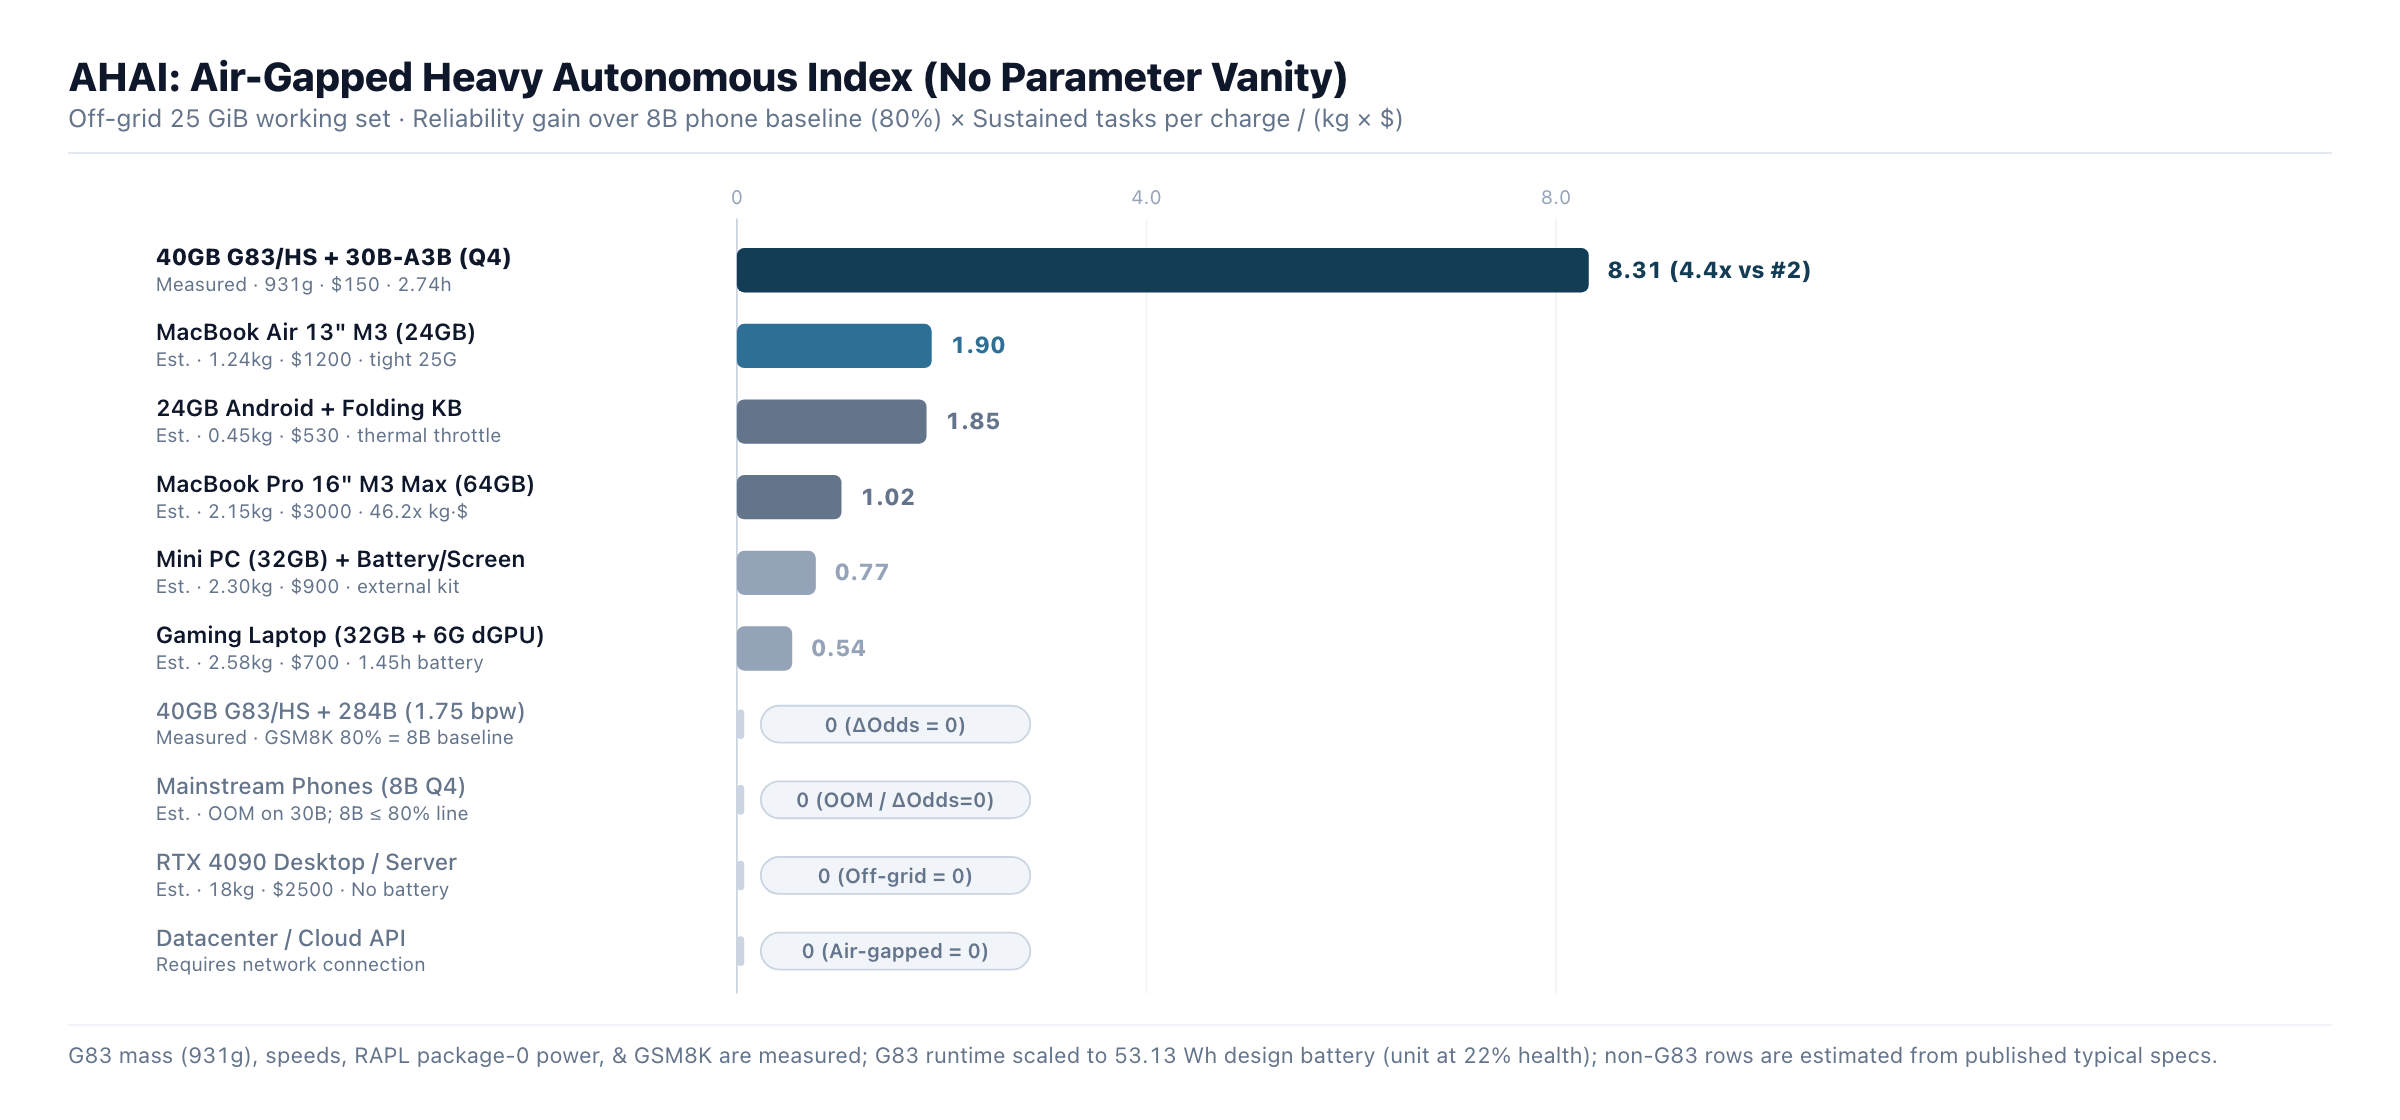 AHAI: Air-Gapped Heavy Autonomous Index (No Parameter Vanity)
Off-grid 25 GiB working set · Reliability gain over 8B phone baseline (80%) × Sustained tasks per charge / (kg × $)
0 4.0 8.0
40GB G83/HS + 30B-A3B (Q4)
Measured · 931g · $150 · 2.74h
8.31 (4.4x vs #2)
MacBook Air 13" M3 (24GB)
Est. · 1.24kg · $1200 · tight 25G
1.90
24GB Android + Folding KB
Est. · 0.45kg · $530 · thermal throttle
1.85
MacBook Pro 16" M3 Max (64GB)
Est. · 2.15kg · $3000 · 46.2x kg·$
1.02
Mini PC (32GB) + Battery/Screen
Est. · 2.30kg · $900 · external kit
0.77
Gaming Laptop (32GB + 6G dGPU)
Est. · 2.58kg · $700 · 1.45h battery
0.54
40GB G83/HS + 284B (1.75 bpw)
Measured · GSM8K 80% = 8B baseline
0 (ΔOdds = 0)
Mainstream Phones (8B Q4)
Est. · OOM on 30B; 8B ≤ 80% line
0 (OOM / ΔOdds=0)
RTX 4090 Desktop / Server
Est. · 18kg · $2500 · No battery
0 (Off-grid = 0)
Datacenter / Cloud API
Requires network connection
0 (Air-gapped = 0)
G83 mass (931g), speeds, RAPL package-0 power, & GSM8K are measured; G83 runtime scaled to 53.13 Wh design battery (unit at 22% health); non-G83 rows are estimated from published typical specs.